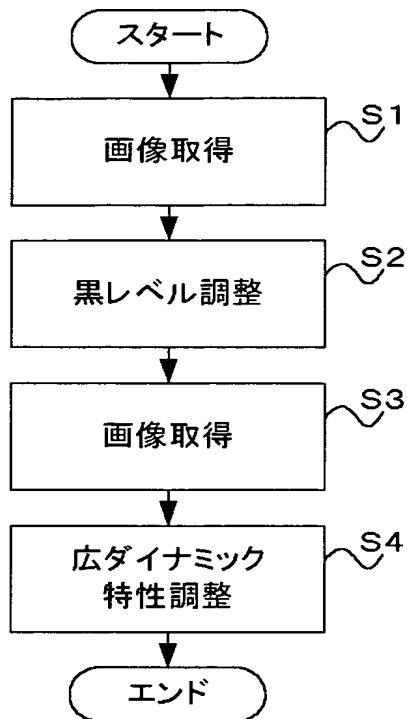 スタート
画像取得
S1
黒レベル調整
S2
画像取得
S3
広ダイナミック
特性調整
S4
エンド